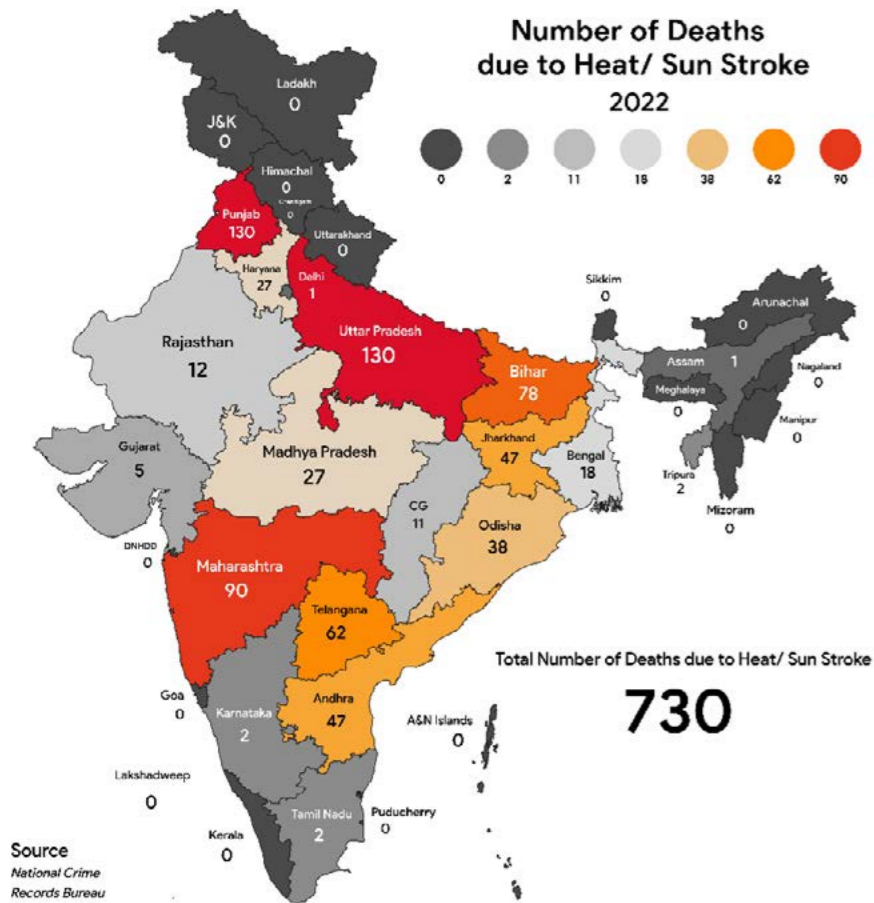 Number of Deaths
due to Heat/ Sun Stroke
2022
0 2 11 18 38 62 90
Ladakh
0
J&K
0
Himachal
0
Chandigarh
0
Punjab
130
Uttarakhand
0
Haryana
27
Delhi
1
Sikkim
0
Arunachal
0
Rajasthan
12
Uttar Pradesh
130
Bihar
78
Assam 1
Nagaland
0
Meghalaya
0
Manipur
0
Gujarat
5
Madhya Pradesh
27
Jharkhand
47
Bengal
18
Tripura
2
Mizoram
0
CG
11
Odisha
38
DNHDD
0
Maharashtra
90
Telangana
62
Total Number of Deaths due to Heat/ Sun Stroke
730
Goa
0
Karnataka
2
Andhra
47
A&N Islands
0
Lakshadweep
0
Tamil Nadu
2
Puducherry
0
Kerala
0
Source
National Crime
Records Bureau